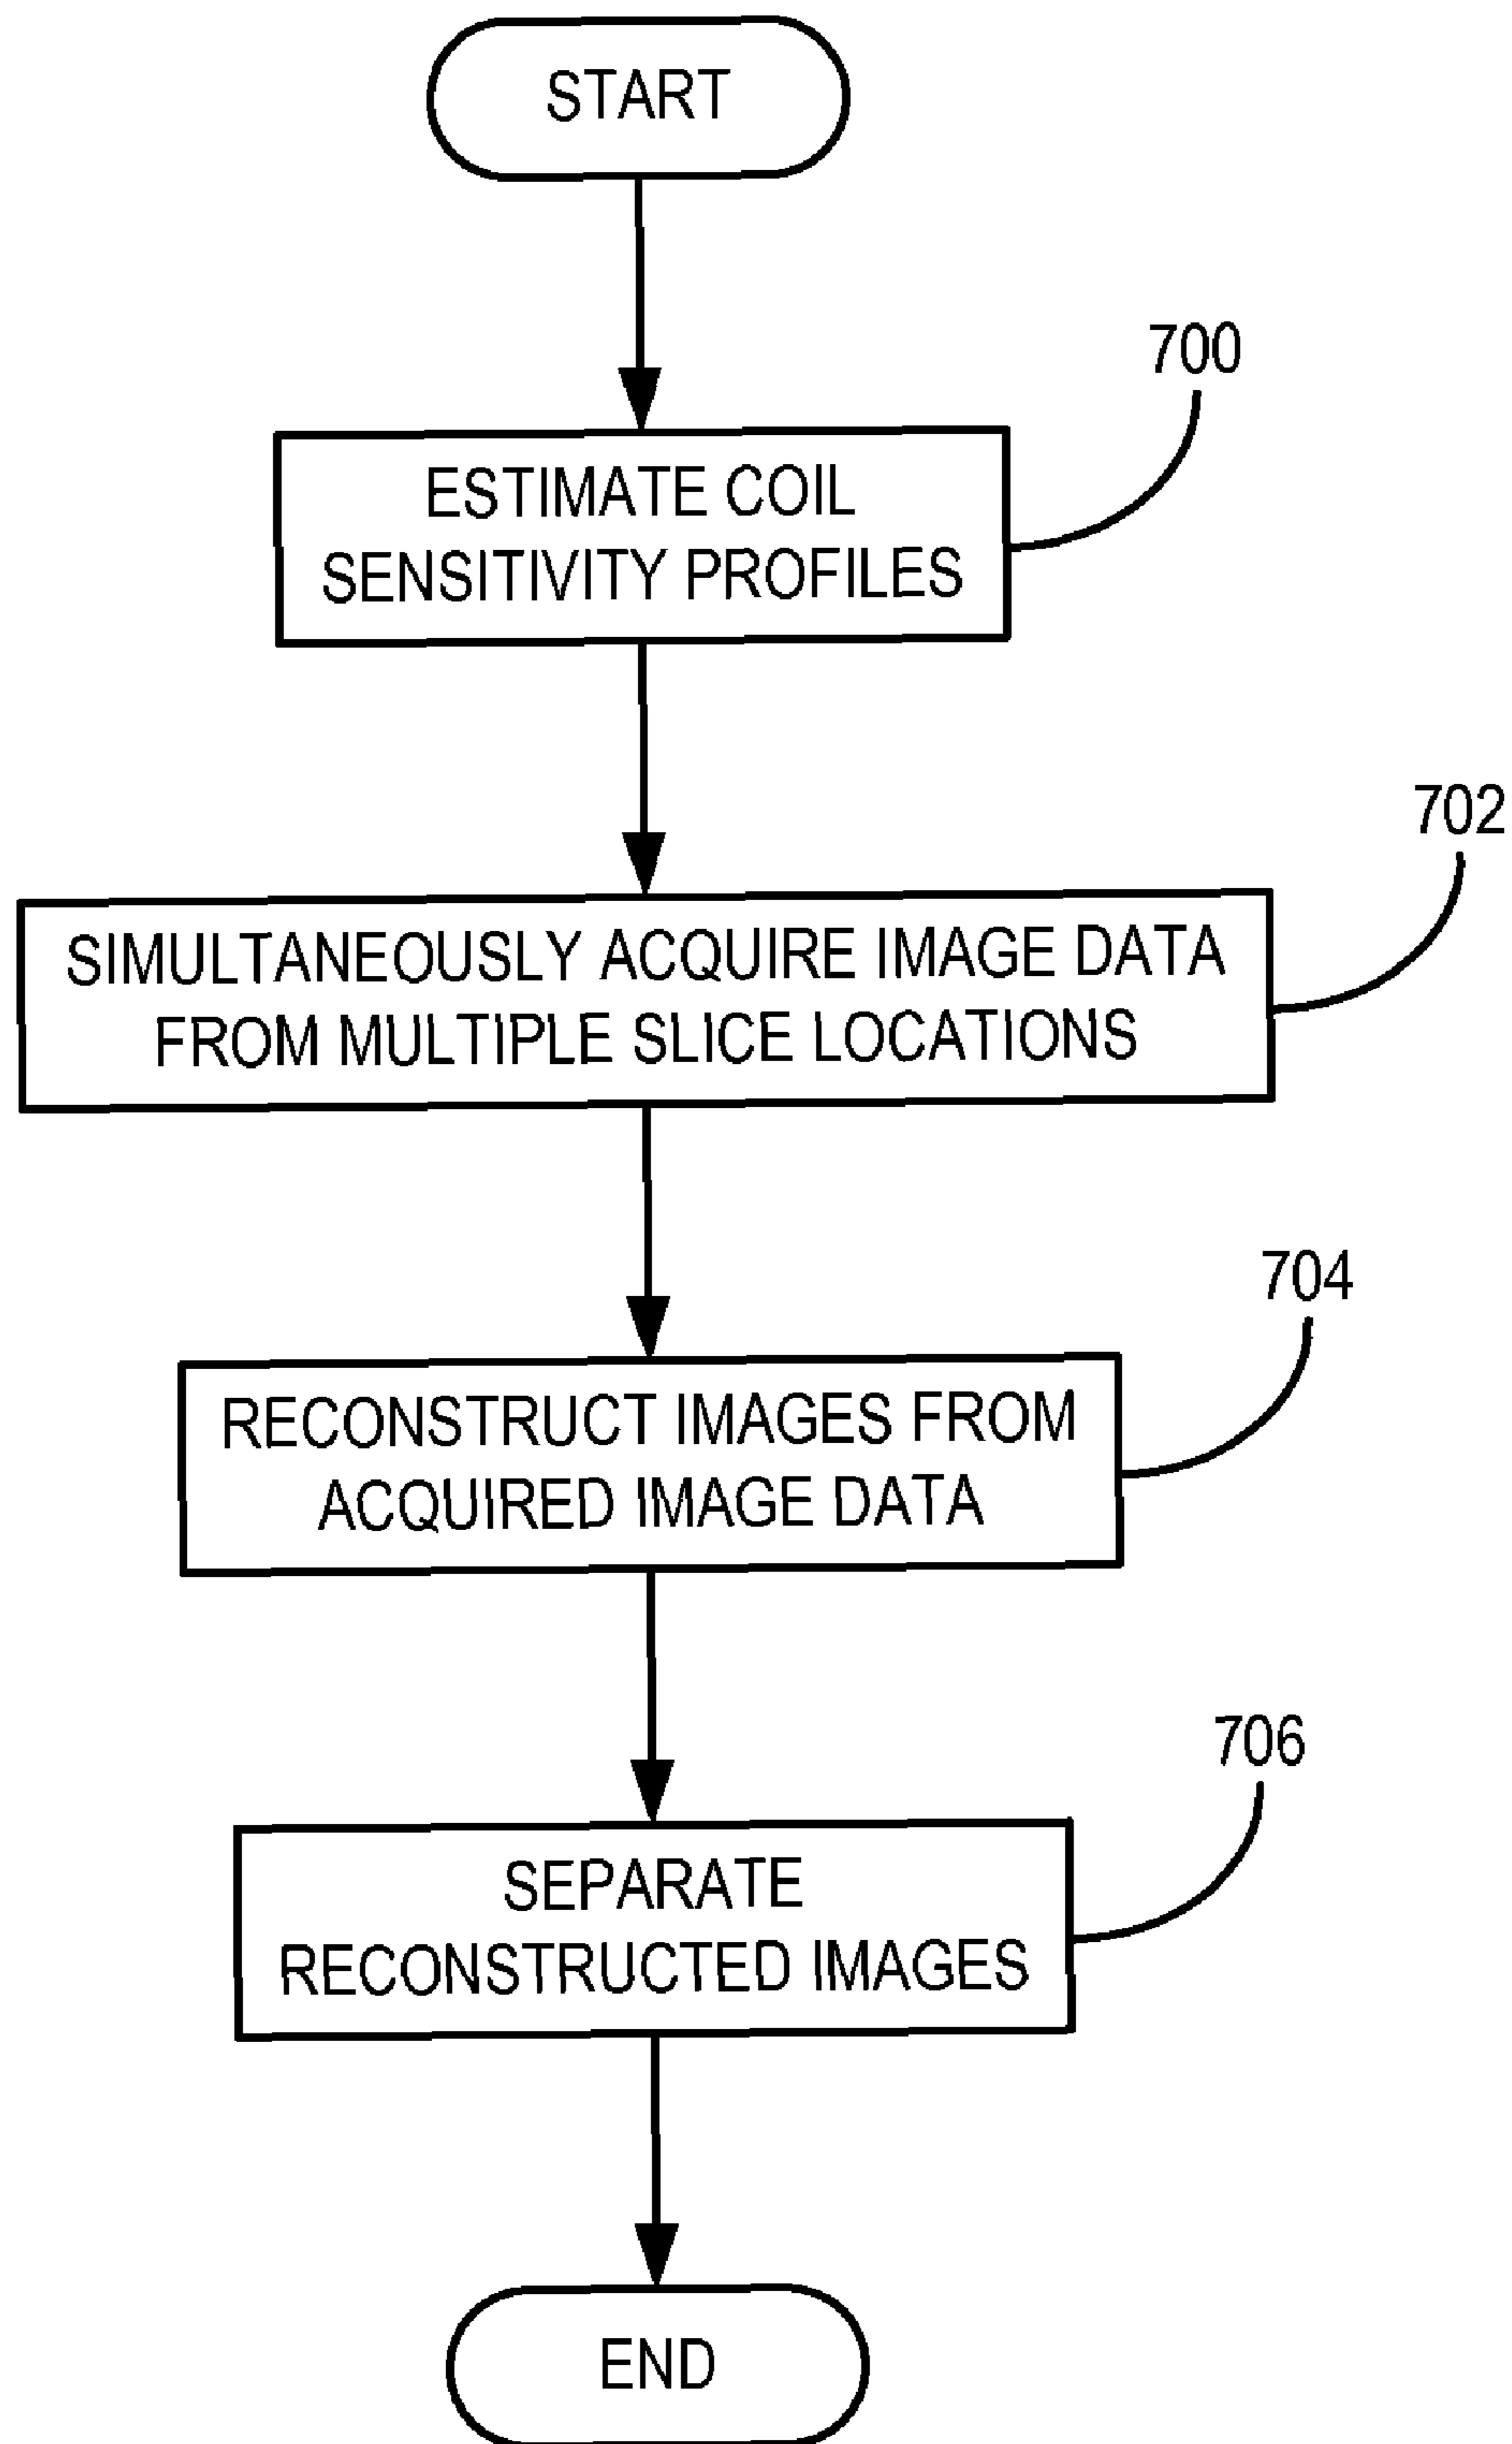 START
700
ESTIMATE COIL
SENSITIVITY PROFILES
702
SIMULTANEOUSLY ACQUIRE IMAGE DATA
FROM MULTIPLE SLICE LOCATIONS
704
RECONSTRUCT IMAGES FROM
ACQUIRED IMAGE DATA
706
SEPARATE
RECONSTRUCTED IMAGES
END